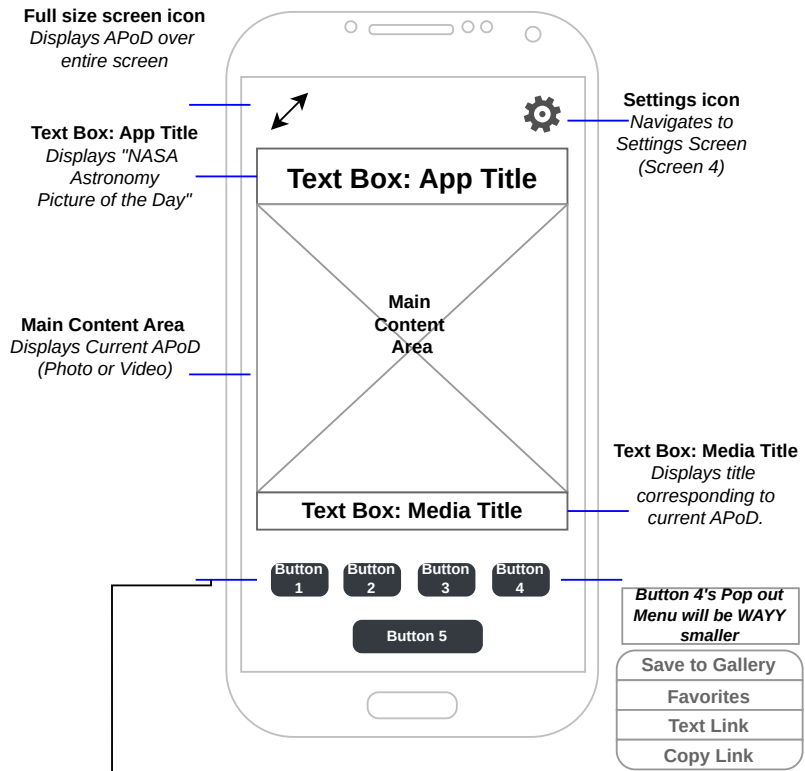 Full size screen icon
Displays APoD over
entire screen
Text Box: App Title
Displays "NASA
Astronomy
Picture of the Day"
Main Content Area
Displays Current APoD
(Photo or Video)
Text Box: App Title
Main
Content
Area
Text Box: Media Title
Button
1
Button
2
Button
3
Button
4
Button 5
Settings icon
Navigates to
Settings Screen
(Screen 4)
Text Box: Media Title
Displays title
corresponding to
current APoD.
Button 4's Pop out
Menu will be WAYY
smaller
Save to Gallery
Favorites
Text Link
Copy Link